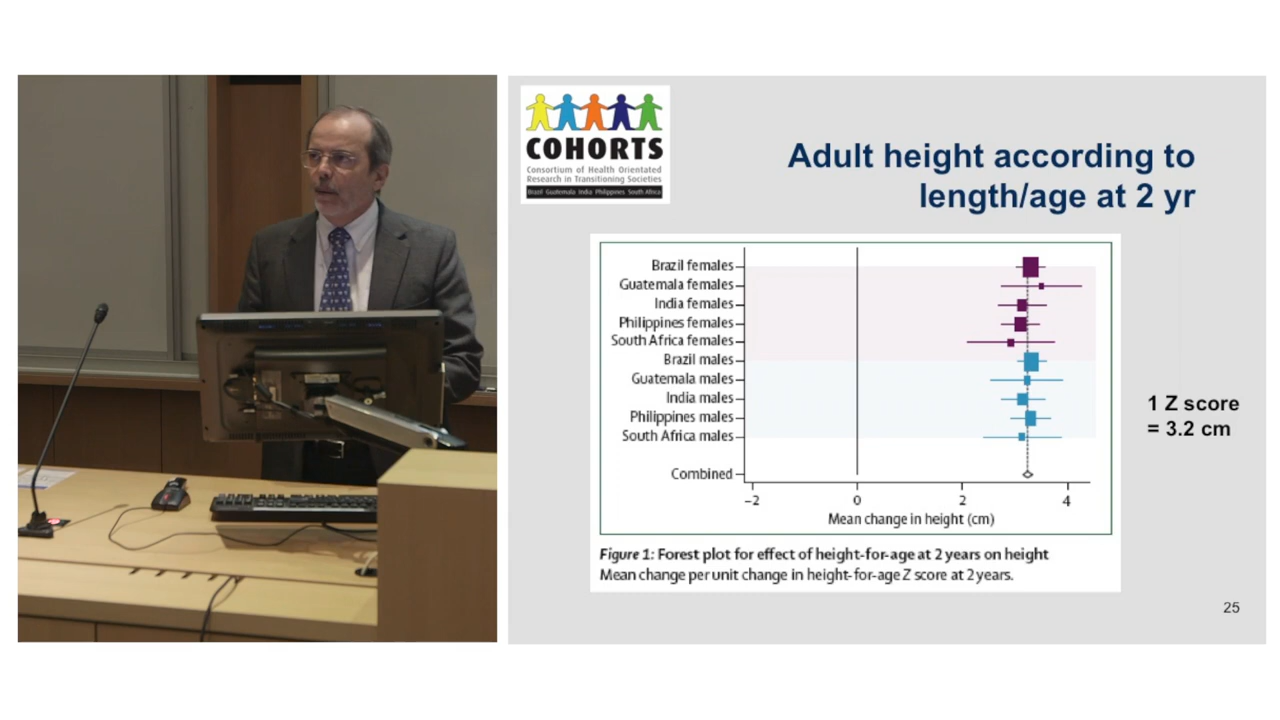 COHORTS
Consortium of Health Orientated
Research in Transitioning Societies
Brazil Guatemala India Philippines South Africa
Adult height according to
length/age at 2 yr
Brazil females
Guatemala females
India females
Philippines females
South Africa females
Brazil males
Guatemala males
India males
Philippines males
South Africa males
Combined
−2 0 2 4
Mean change in height (cm)
1 Z score
= 3.2 cm
Figure 1: Forest plot for effect of height-for-age at 2 years on height
Mean change per unit change in height-for-age Z score at 2 years.
25